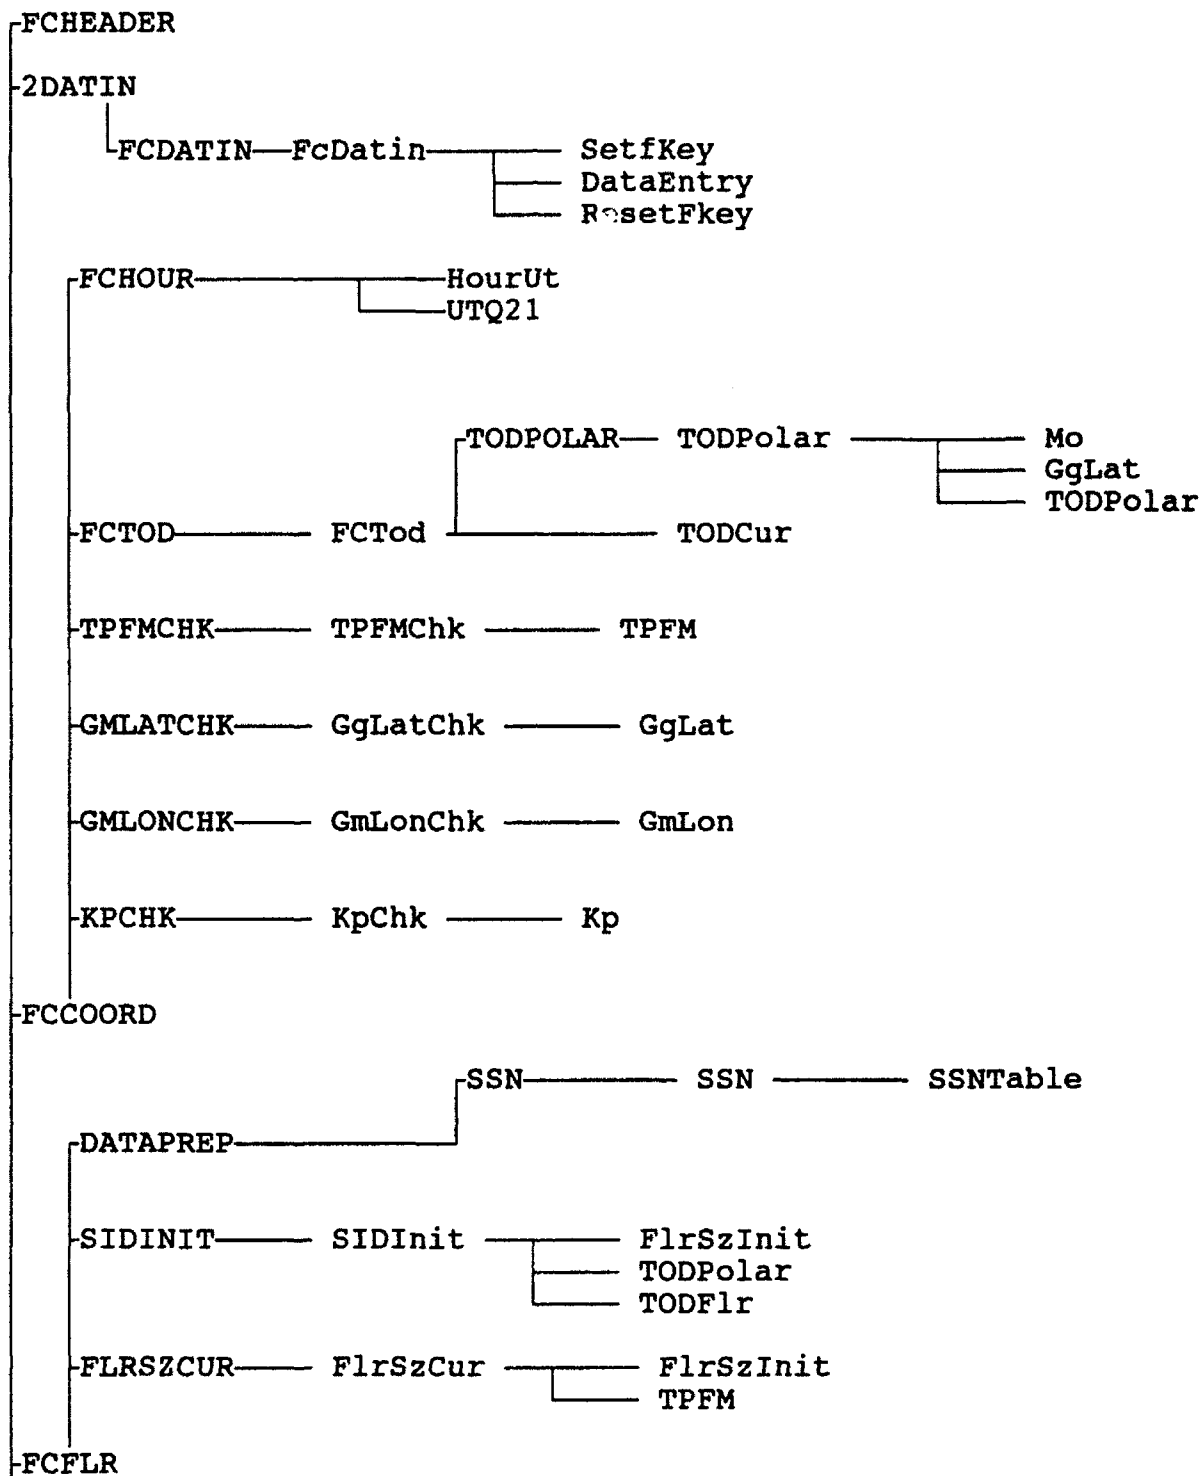 FCHEADER
2DATIN
FCDATIN FcDatin SetfKey
DataEntry
ResetFkey
FCHOUR HourUt
UTQ21
TODPOLAR TODPolar Mo
GgLat
TODPolar
FCTOD FCTod TODCur
TPFMCHK TPFMChk TPFM
GMLATCHK GgLatChk GgLat
GMLONCHK GmLonChk GmLon
KPCHK KpChk Kp
FCCOORD
SSN SSN SSNTable
DATAPREP
SIDINIT SIDInit FlrSzInit
TODPolar
TODFlr
FLRSZCUR FlrSzCur FlrSzInit
TPFM
FCFLR